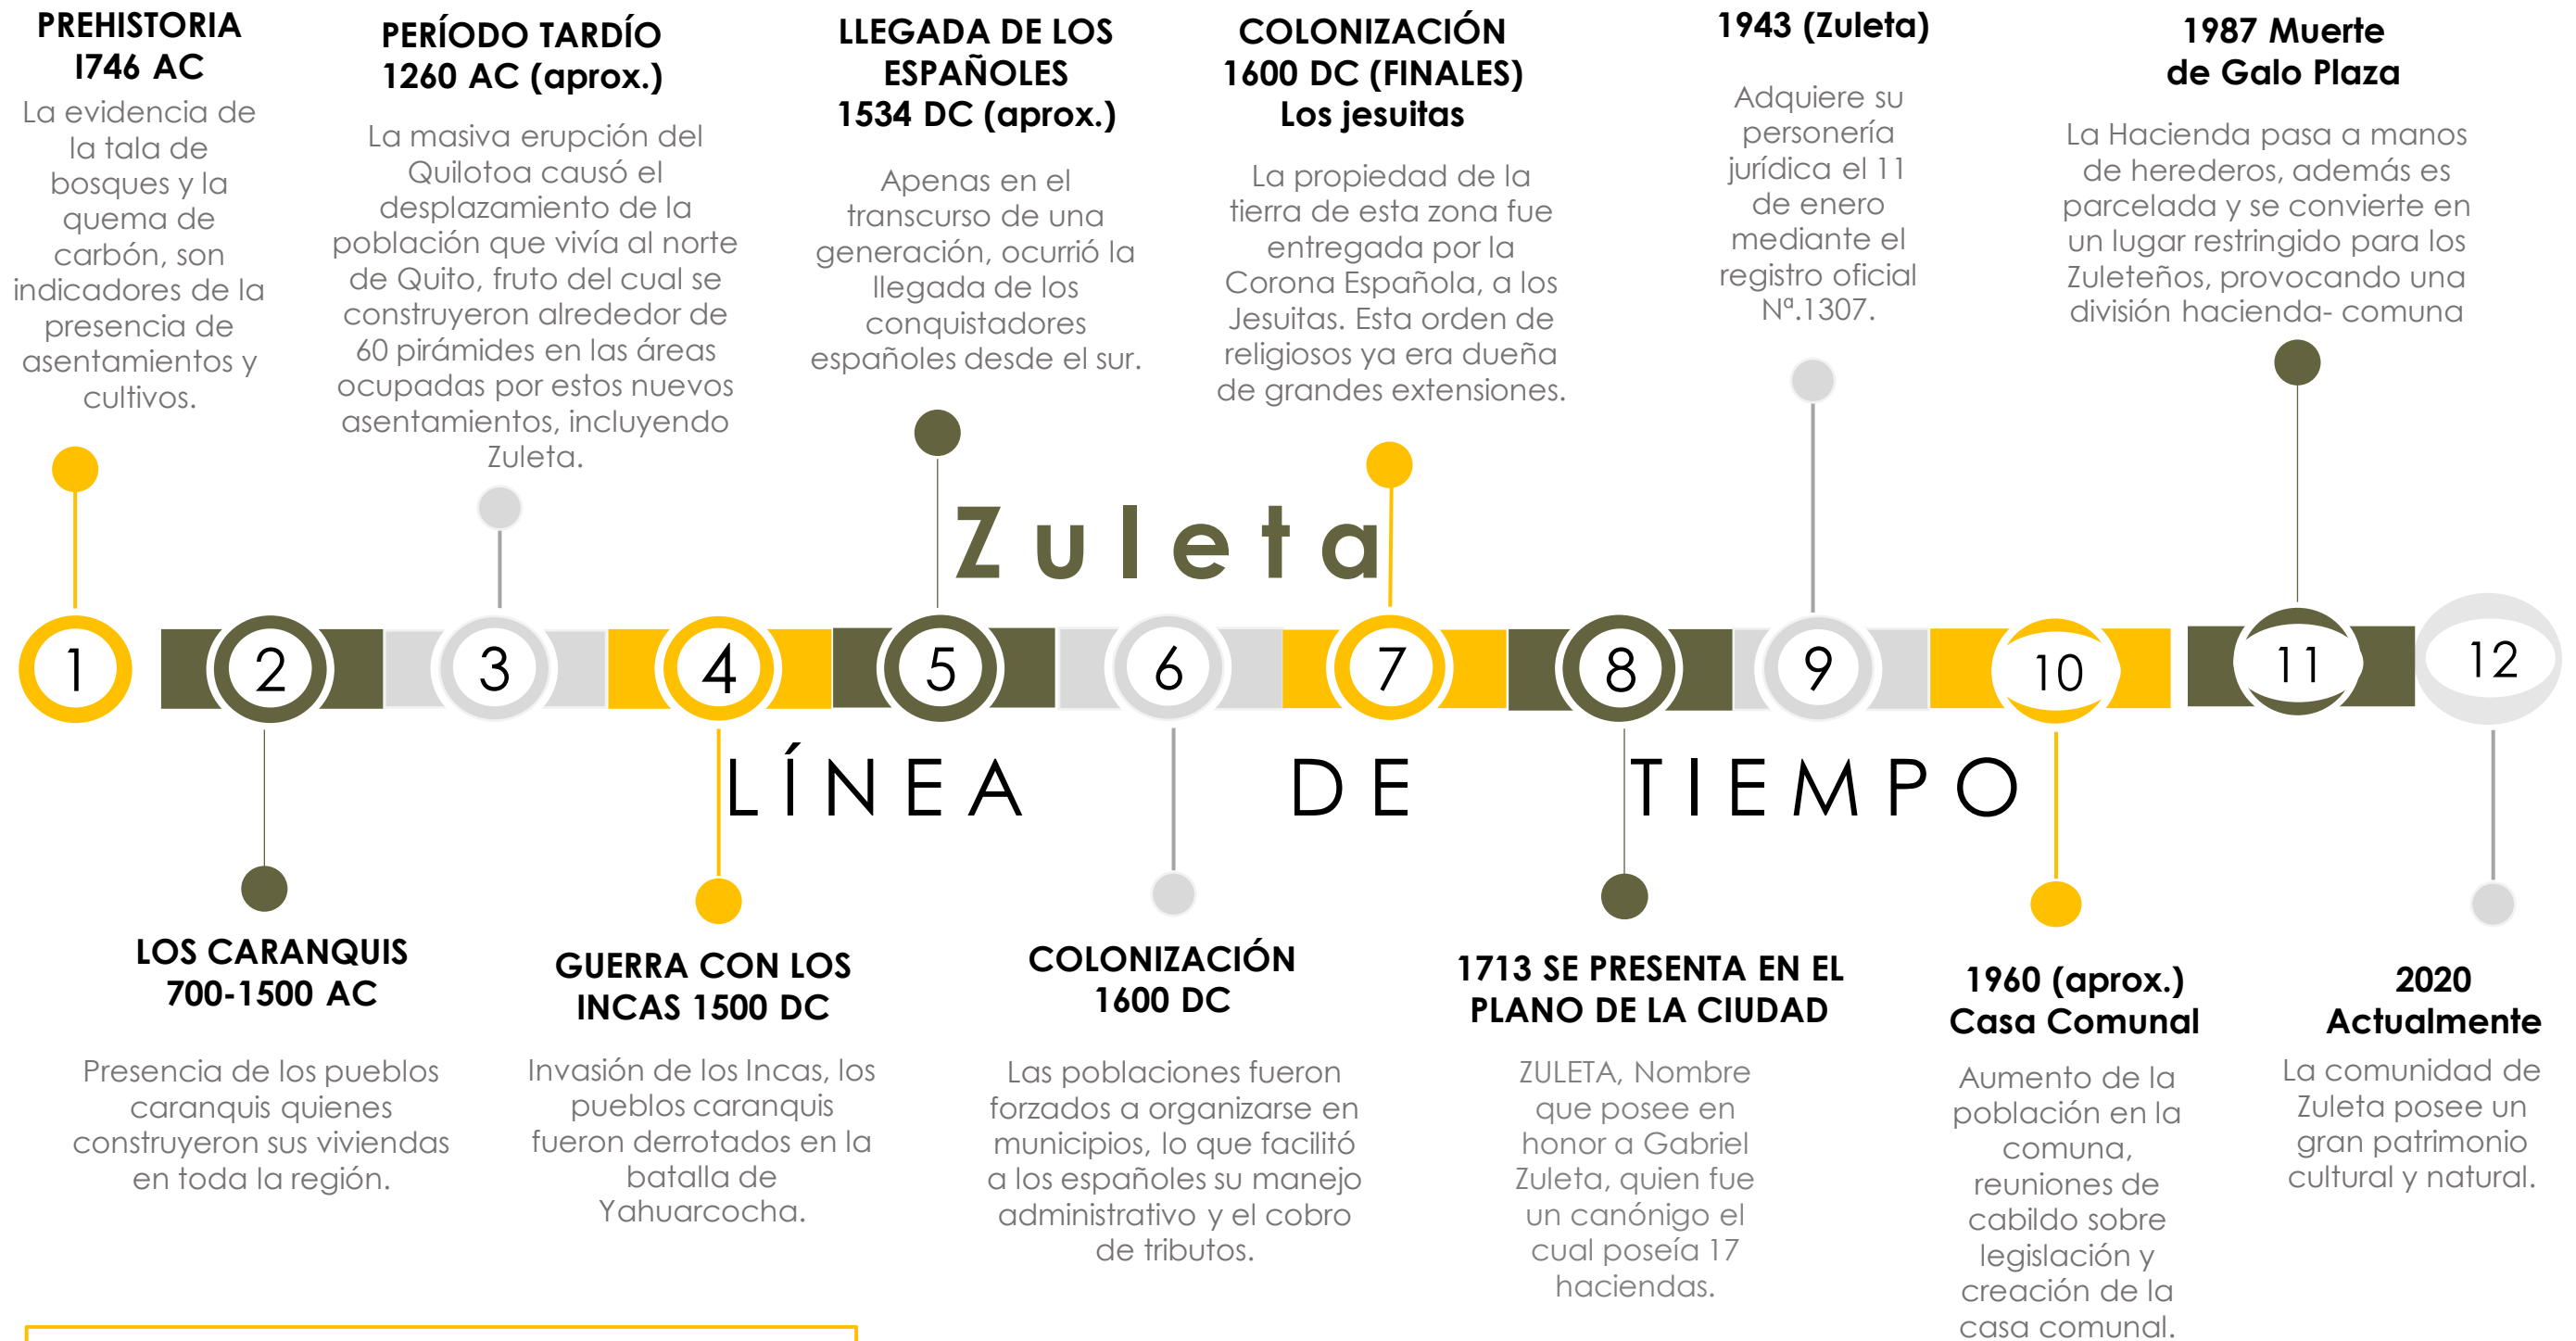 PREHISTORIA
I746 AC
La evidencia de
la tala de
bosques y la
quema de
carbón, son
indicadores de la
presencia de
asentamientos y
cultivos.
PERÍODO TARDÍO
1260 AC (aprox.)
La masiva erupción del
Quilotoa causó el
desplazamiento de la
población que vivía al norte
de Quito, fruto del cual se
construyeron alrededor de
60 pirámides en las áreas
ocupadas por estos nuevos
asentamientos, incluyendo
Zuleta.
LLEGADA DE LOS
ESPAÑOLES
1534 DC (aprox.)
Apenas en el
transcurso de una
generación, ocurrió la
llegada de los
conquistadores
españoles desde el sur.
COLONIZACIÓN
1600 DC (FINALES)
Los jesuitas
La propiedad de la
tierra de esta zona fue
entregada por la
Corona Española, a los
Jesuitas. Esta orden de
religiosos ya era dueña
de grandes extensiones.
1943 (Zuleta)
Adquiere su
personería
jurídica el 11
de enero
mediante el
registro oficial
Nª.1307.
1987 Muerte
de Galo Plaza
La Hacienda pasa a manos
de herederos, además es
parcelada y se convierte en
un lugar restringido para los
Zuleteños, provocando una
división hacienda- comuna
Zuleta
1 2 3 4 5 6 7 8 9 10 11 12
LÍNEA DE TIEMPO
LOS CARANQUIS
700-1500 AC
Presencia de los pueblos
caranquis quienes
construyeron sus viviendas
en toda la región.
GUERRA CON LOS
INCAS 1500 DC
Invasión de los Incas, los
pueblos caranquis
fueron derrotados en la
batalla de
Yahuarcocha.
COLONIZACIÓN
1600 DC
Las poblaciones fueron
forzados a organizarse en
municipios, lo que facilitó
a los españoles su manejo
administrativo y el cobro
de tributos.
1713 SE PRESENTA EN EL
PLANO DE LA CIUDAD
ZULETA, Nombre
que posee en
honor a Gabriel
Zuleta, quien fue
un canónigo el
cual poseía 17
haciendas.
1960 (aprox.)
Casa Comunal
Aumento de la
población en la
comuna,
reuniones de
cabildo sobre
legislación y
creación de la
casa comunal.
2020
Actualmente
La comunidad de
Zuleta posee un
gran patrimonio
cultural y natural.